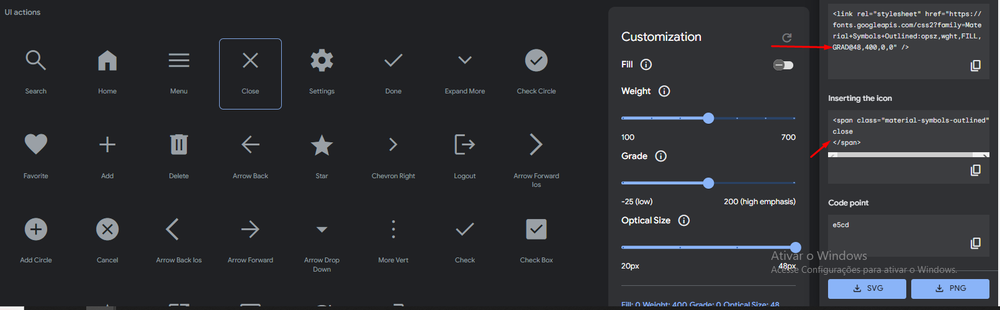 UI actions
Search
Home
Menu
Close
Settings
Done
Expand More
Check Circle
Favorite
Add
Delete
Arrow Back
Star
Chevron Right
Logout
Arrow Forward
Ios
Add Circle
Cancel
Arrow Back Ios
Arrow Forward
Arrow Drop
Down
More Vert
Check
Check Box
Customization
Fill
Weight
100
700
Grade
-25 (low)
200 (high emphasis)
Optical Size
20px
48px
Fill: 0 Weight: 400 Grade: 0 Optical Size: 48
<link rel="stylesheet" href="https://
fonts.googleapis.com/css2?family=Mate
rial+Symbols+Outlined:opsz,wght,FILL,
GRAD@48,400,0,0" />
Inserting the icon
<span class="material-symbols-outlined"
close
</span>
Code point
e5cd
Ativar o Windows
Acesse Configurações para ativar o Windows.
SVG
PNG